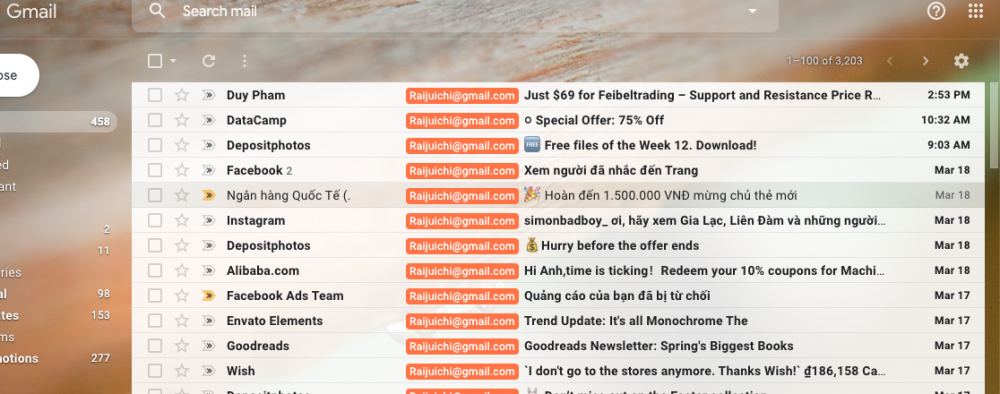 Gmail
Search mail
ose
1–100 of 3,203
458
Duy Pham Raijuichi@gmail.com Just $69 for Feibeltrading – Support and Resistance Price R... 2:53 PM
DataCamp Raijuichi@gmail.com Special Offer: 75% Off 10:32 AM
ed Depositphotos Raijuichi@gmail.com FREE Free files of the Week 12. Download! 9:03 AM
ant Facebook 2 Raijuichi@gmail.com Xem người đã nhắc đến Trang Mar 18
Ngân hàng Quốc Tế (. Raijuichi@gmail.com Hoàn đến 1.500.000 VNĐ mừng chủ thẻ mới Mar 18
2 Instagram Raijuichi@gmail.com simonbadboy_ ơi, hãy xem Gia Lạc, Liên Đàm và những người... Mar 18
11 Depositphotos Raijuichi@gmail.com 💰Hurry before the offer ends Mar 18
ries Alibaba.com Raijuichi@gmail.com Hi Anh,time is ticking！ Redeem your 10% coupons for Machi... Mar 18
al 98 Facebook Ads Team Raijuichi@gmail.com Quảng cáo của bạn đã bị từ chối Mar 17
tes 153 Envato Elements Raijuichi@gmail.com Trend Update: It's all Monochrome The Mar 17
ms Goodreads Raijuichi@gmail.com Goodreads Newsletter: Spring's Biggest Books Mar 17
otions 277 Wish Raijuichi@gmail.com `I don't go to the stores anymore. Thanks Wish!` ₫186,158 Ca... Mar 17